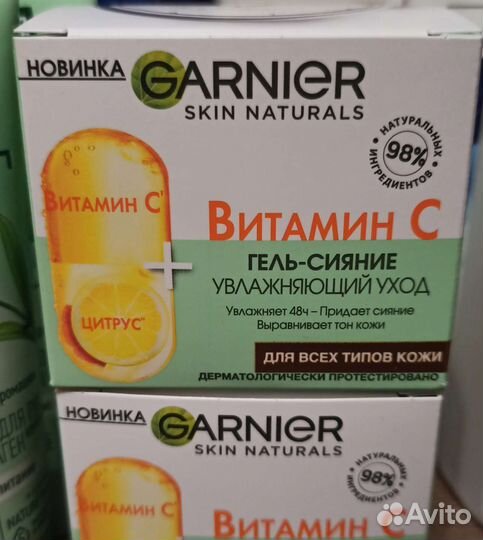 НОВИНКА
GARNIER
SKIN NATURALS
НАТУРАЛЬНЫХ
98%
ИНГРЕДИЕНТОВ
ВИТАМИН C
ВИТАМИН C
+
ГЕЛЬ-СИЯНИЕ
УВЛАЖНЯЮЩИЙ УХОД
ЦИТРУС
Увлажняет 48ч – Придает сияние
Выравнивает тон кожи
ДЛЯ ВСЕХ ТИПОВ КОЖИ
ДЕРМАТОЛОГИЧЕСКИ ПРОТЕСТИРОВАНО
НОВИНКА
GARNIER
SKIN NATURALS
НАТУРАЛЬНЫХ
98%
ИНГРЕДИЕНТОВ
ВИТАМИН C
ВИТАМИН C
Avito